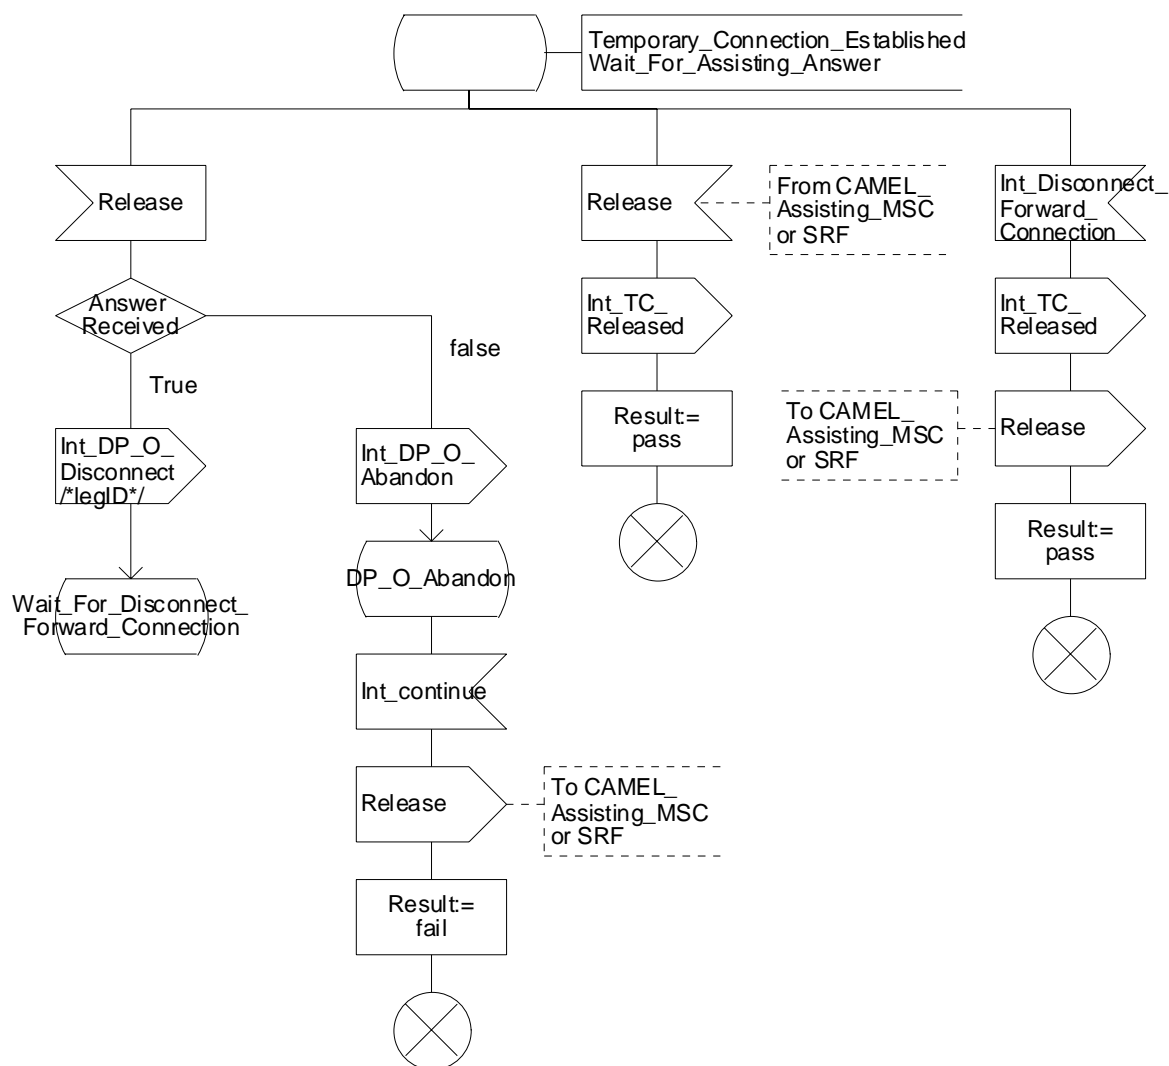 Temporary_Connection_Established
Wait_For_Assisting_Answer
Release
Answer
Received
True
false
Int_DP_O_
Disconnect
/*legID*/
Wait_For_Disconnect_
Forward_Connection
Int_DP_O_
Abandon
DP_O_Abandon
Int_continue
Release
To CAMEL_
Assisting_MSC
or SRF
Result:=
fail
Release
From CAMEL_
Assisting_MSC
or SRF
Int_TC_
Released
Result:=
pass
Int_Disconnect_
Forward_
Connection
Int_TC_
Released
To CAMEL_
Assisting_MSC
or SRF
Release
Result:=
pass